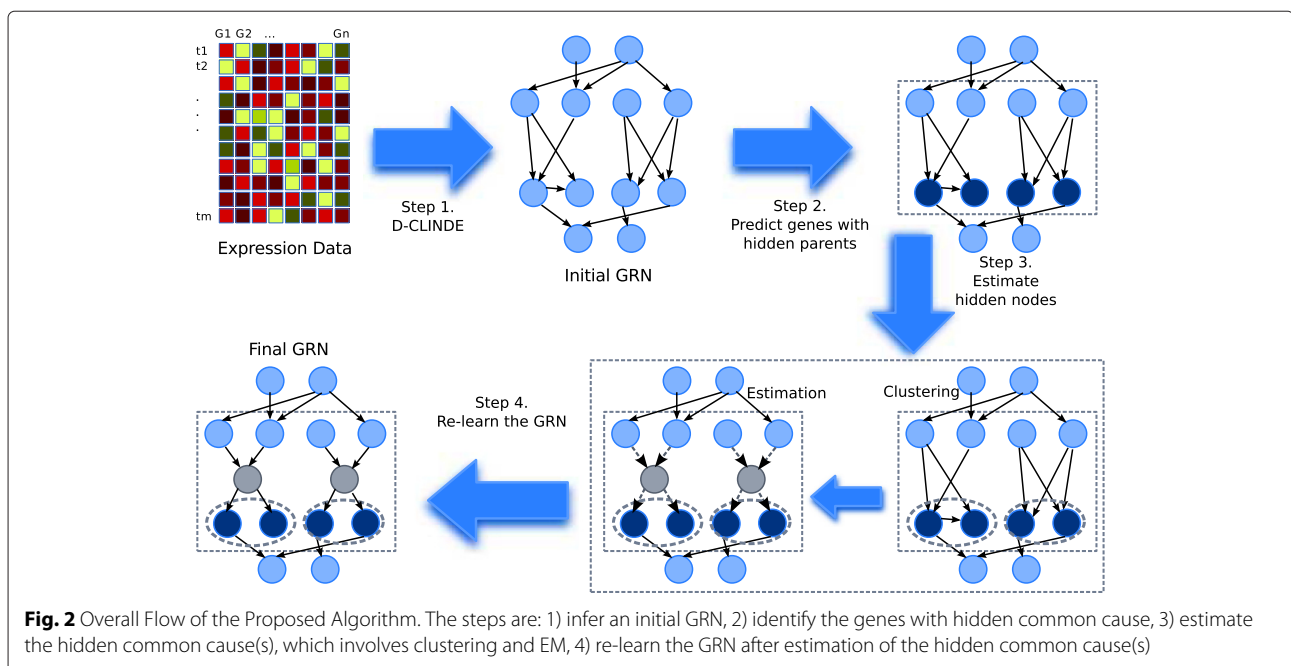 G1 G2 ... Gn
t1
t2
.
.
.
tm
Expression Data
Step 1.
D-CLINDE
Initial GRN
Step 2.
Predict genes with
hidden parents
Step 3.
Estimate
hidden nodes
Clustering
Estimation
Step 4.
Re-learn the GRN
Final GRN
Fig. 2 Overall Flow of the Proposed Algorithm. The steps are: 1) infer an initial GRN, 2) identify the genes with hidden common cause, 3) estimate
the hidden common cause(s), which involves clustering and EM, 4) re-learn the GRN after estimation of the hidden common cause(s)